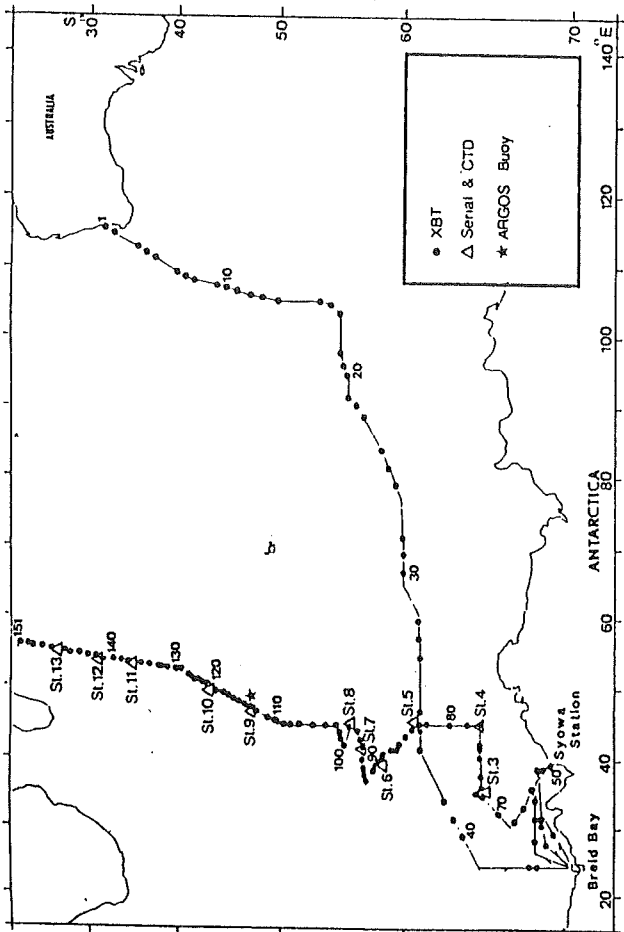 S
30
40
50
60
70
°E
140
120
100
80
60
40
20
AUSTRALIA
ANTARCTICA
Syowa
Station
Breid Bay
● XBT
△ Serial & CTD
★ ARGOS Buoy
1
10
20
30
40
50
70
80
90
100
110
120
130
140
151
St.3
St.4
St.5
St.6
St.7
St.8
St.9
St.10
St.11
St.12
St.13